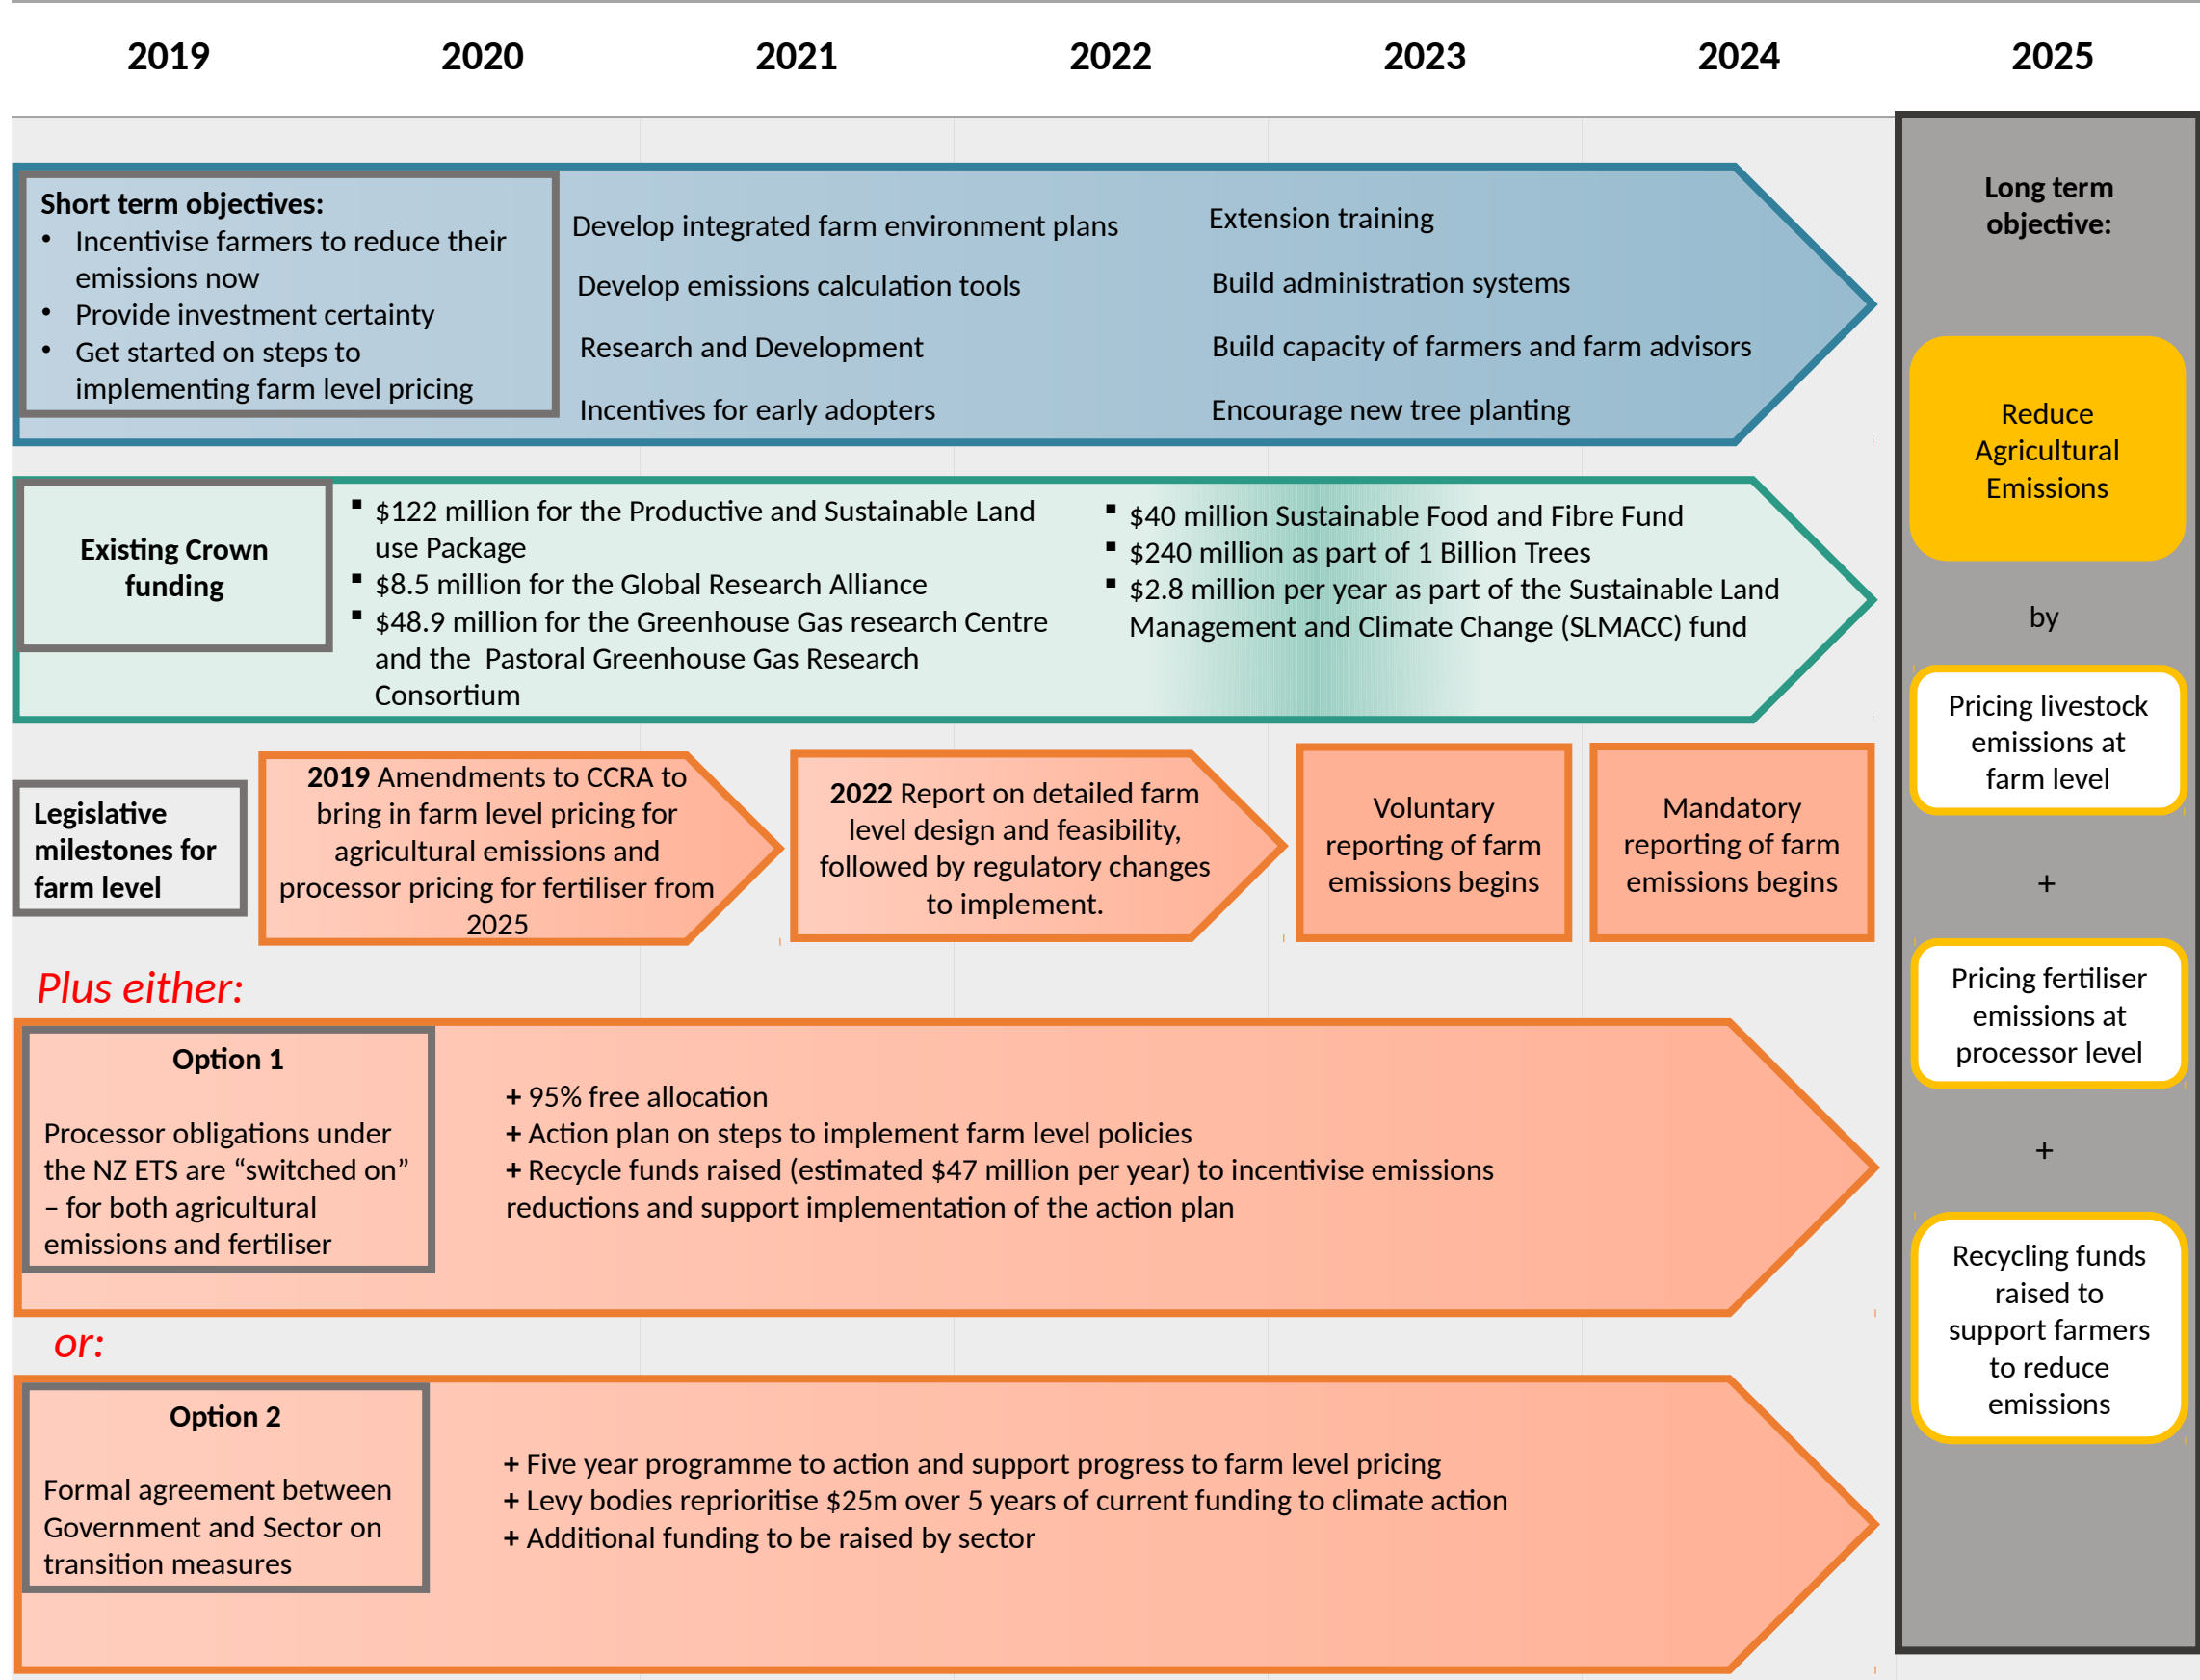 2019 2020 2021 2022 2023 2024 2025
Short term objectives:
• Incentivise farmers to reduce their
emissions now
• Provide investment certainty
• Get started on steps to
implementing farm level pricing
Develop integrated farm environment plans
Develop emissions calculation tools
Research and Development
Incentives for early adopters
Extension training
Build administration systems
Build capacity of farmers and farm advisors
Encourage new tree planting
Existing Crown
funding
▪ $122 million for the Productive and Sustainable Land
use Package
▪ $8.5 million for the Global Research Alliance
▪ $48.9 million for the Greenhouse Gas research Centre
and the Pastoral Greenhouse Gas Research
Consortium
▪ $40 million Sustainable Food and Fibre Fund
▪ $240 million as part of 1 Billion Trees
▪ $2.8 million per year as part of the Sustainable Land
Management and Climate Change (SLMACC) fund
Legislative
milestones for
farm level
2019 Amendments to CCRA to
bring in farm level pricing for
agricultural emissions and
processor pricing for fertiliser from
2025
2022 Report on detailed farm
level design and feasibility,
followed by regulatory changes
to implement.
Voluntary
reporting of farm
emissions begins
Mandatory
reporting of farm
emissions begins
Plus either:
Option 1
Processor obligations under
the NZ ETS are “switched on”
– for both agricultural
emissions and fertiliser
+ 95% free allocation
+ Action plan on steps to implement farm level policies
+ Recycle funds raised (estimated $47 million per year) to incentivise emissions
reductions and support implementation of the action plan
or:
Option 2
Formal agreement between
Government and Sector on
transition measures
+ Five year programme to action and support progress to farm level pricing
+ Levy bodies reprioritise $25m over 5 years of current funding to climate action
+ Additional funding to be raised by sector
Long term
objective:
Reduce
Agricultural
Emissions
by
Pricing livestock
emissions at
farm level
+
Pricing fertiliser
emissions at
processor level
+
Recycling funds
raised to
support farmers
to reduce
emissions